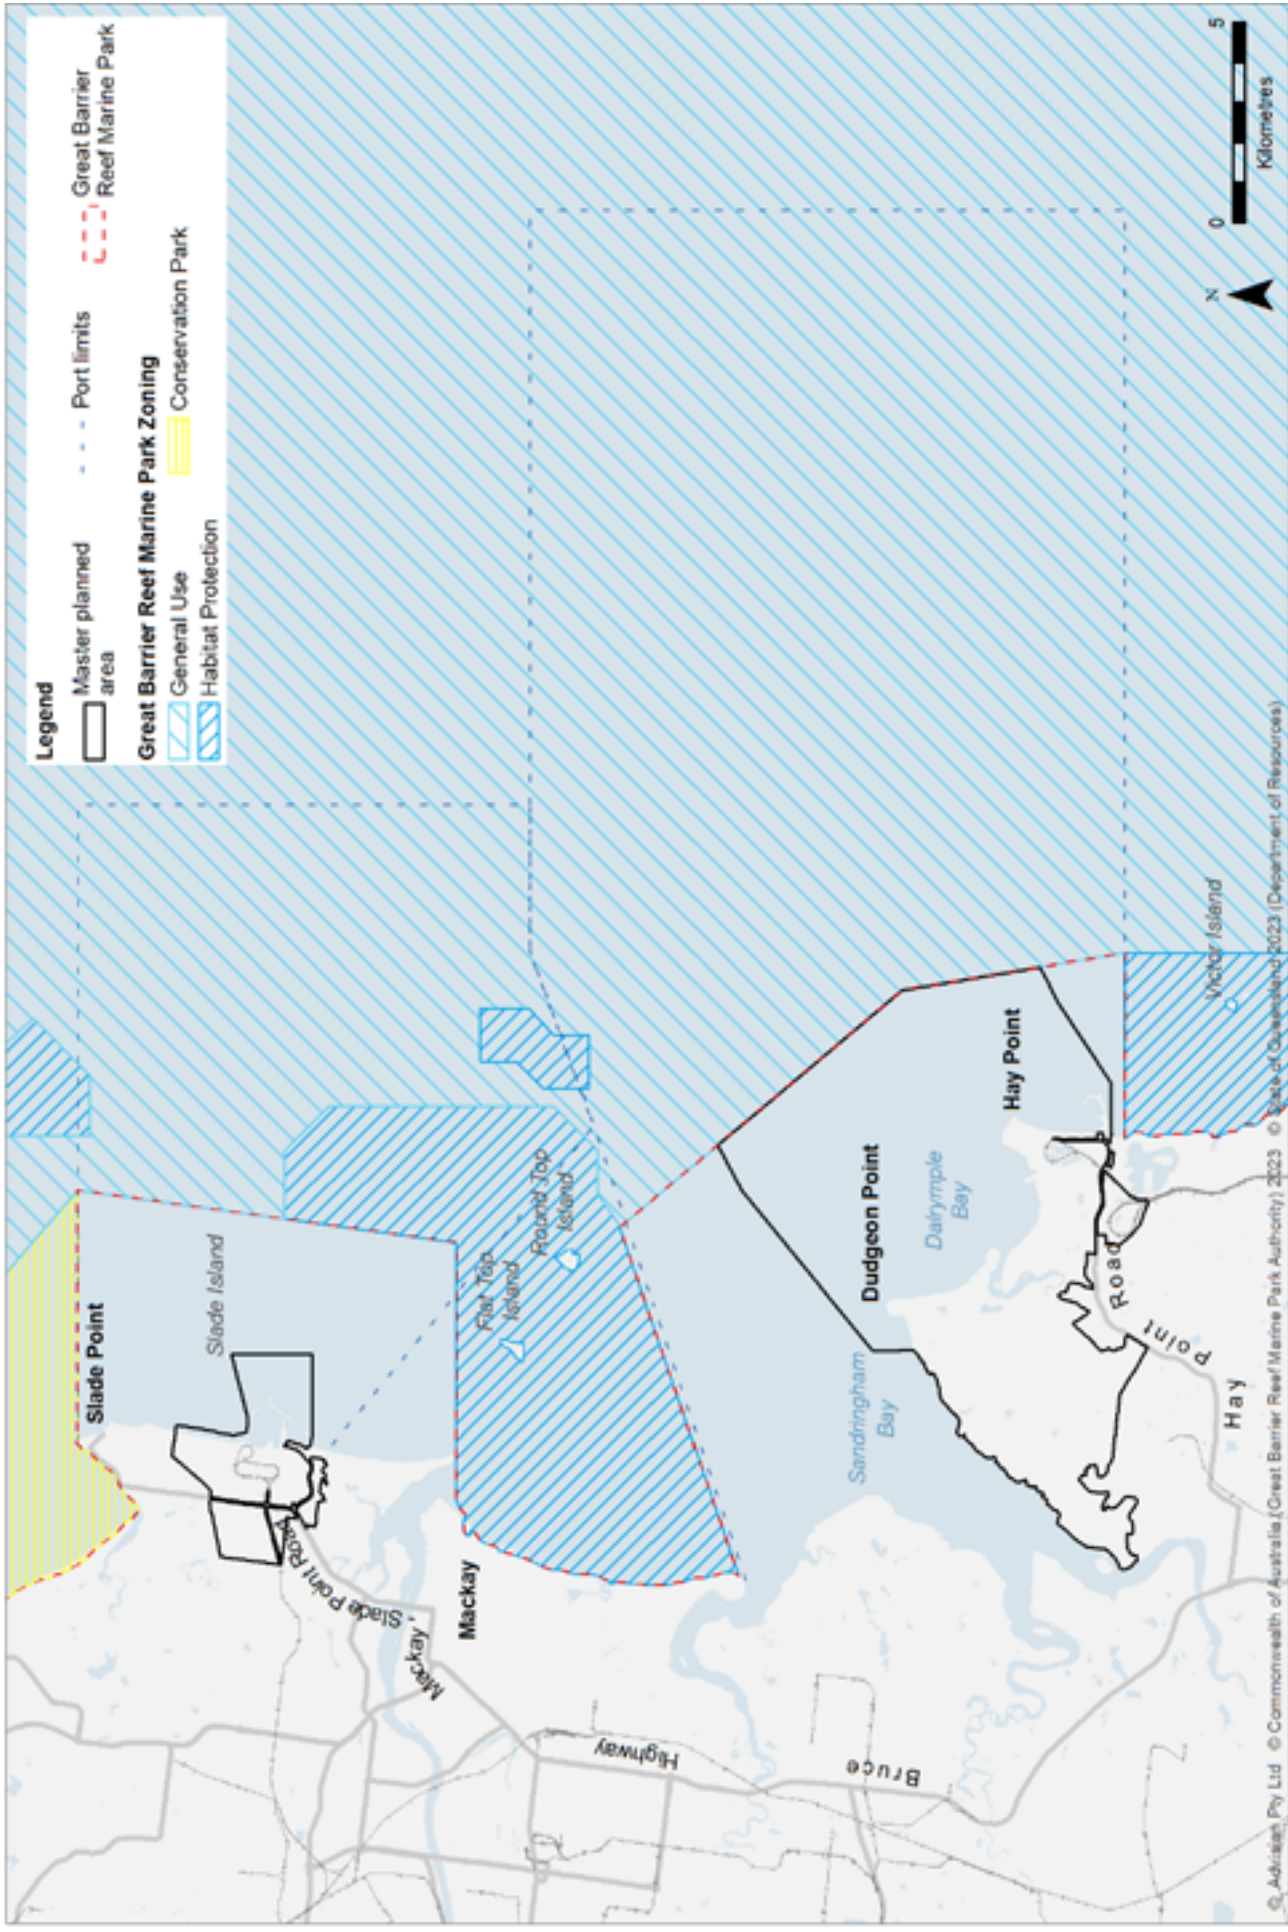 Legend
Master planned
area
Port limits
Great Barrier
Reef Marine Park
Great Barrier Reef Marine Park Zoning
General Use
Conservation Park
Habitat Protection
Slade Point
Slade Island
Mackay
Slade Point Road
Mackay -
Flat Top
Island
Round Top
Island
Bruce
Highway
Sandringham
Bay
Dudgeon Point
Dalrymple
Bay
Hay Point
Hay
Point
Road
Victor Island
N
0
5
Kilometres
© Adzvan Pty Ltd © Commonwealth of Australia (Great Barrier Reef Marine Park Authority) 2023 © State of Queensland 2023 (Department of Resources)